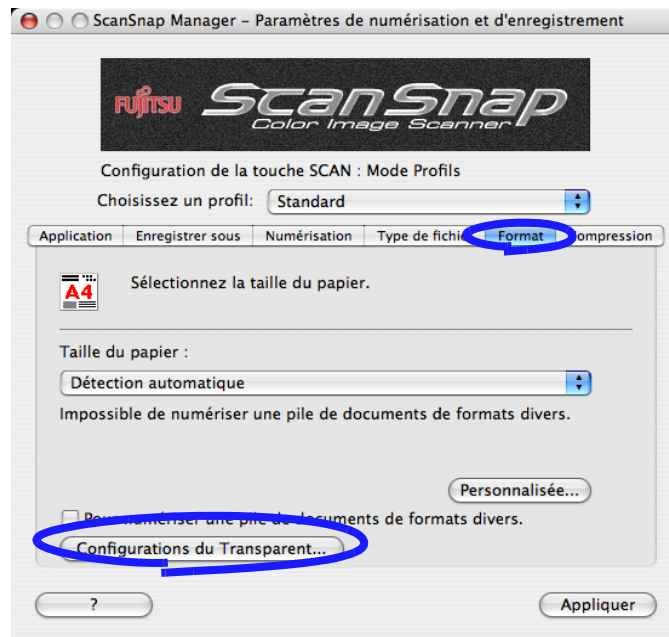 ScanSnap Manager – Paramètres de numérisation et d'enregistrement
FUJITSU ScanSnap
Color Image Scanner
Configuration de la touche SCAN : Mode Profils
Choisissez un profil: Standard
Application Enregistrer sous Numérisation Type de fichie Format ompression
A4 Sélectionnez la taille du papier.
Taille du papier :
Détection automatique
Impossible de numériser une pile de documents de formats divers.
Personnalisée...
Pour numériser une pile de documents de formats divers.
Configurations du Transparent...
? Appliquer